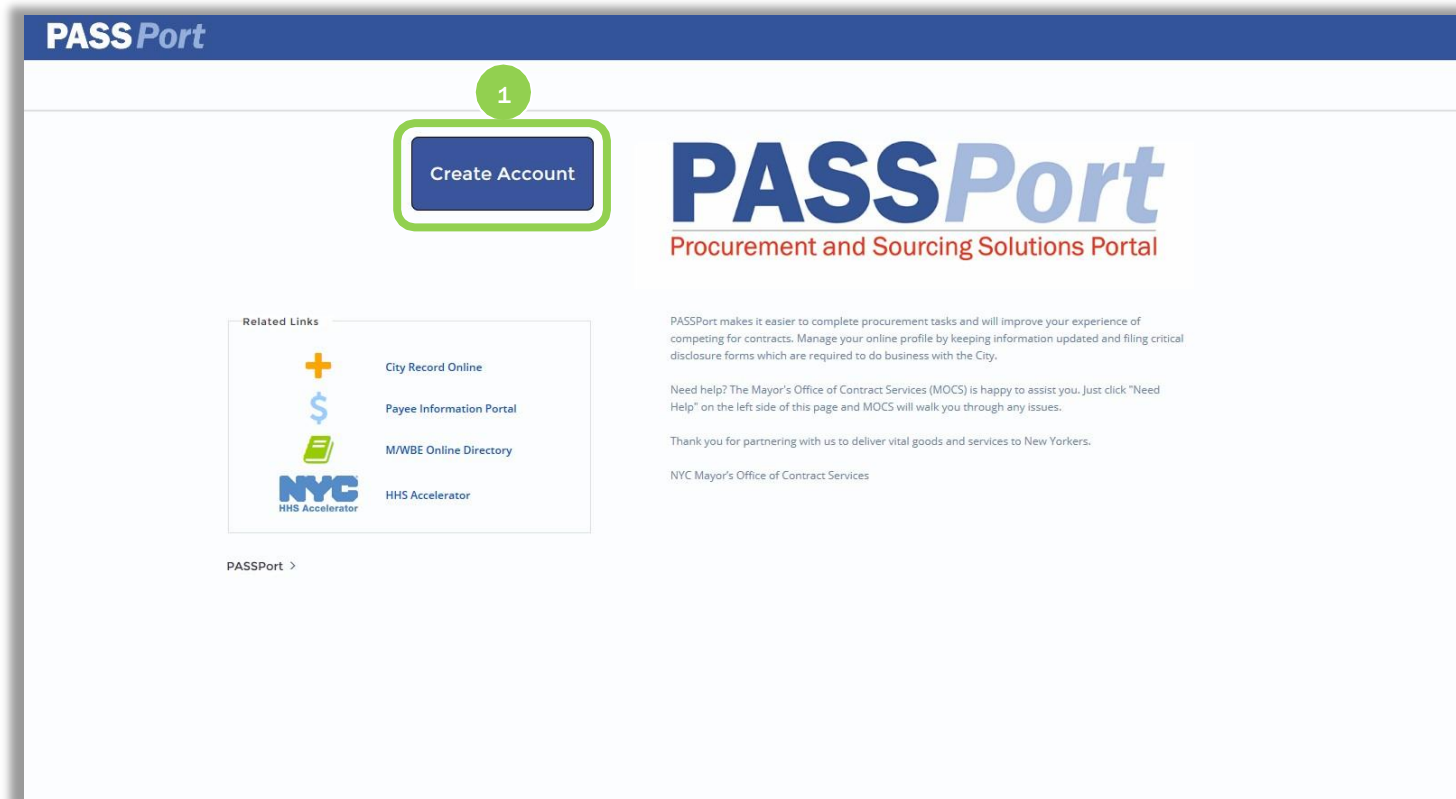 PASSPort
1
Create Account
PASSPort
Procurement and Sourcing Solutions Portal
Related Links
City Record Online
Payee Information Portal
M/WBE Online Directory
NYC
HHS Accelerator
HHS Accelerator
PASSPort >
PASSPort makes it easier to complete procurement tasks and will improve your experience of
competing for contracts. Manage your online profile by keeping information updated and filing critical
disclosure forms which are required to do business with the City.
Need help? The Mayor's Office of Contract Services (MOCS) is happy to assist you. Just click "Need
Help" on the left side of this page and MOCS will walk you through any issues.
Thank you for partnering with us to deliver vital goods and services to New Yorkers.
NYC Mayor's Office of Contract Services